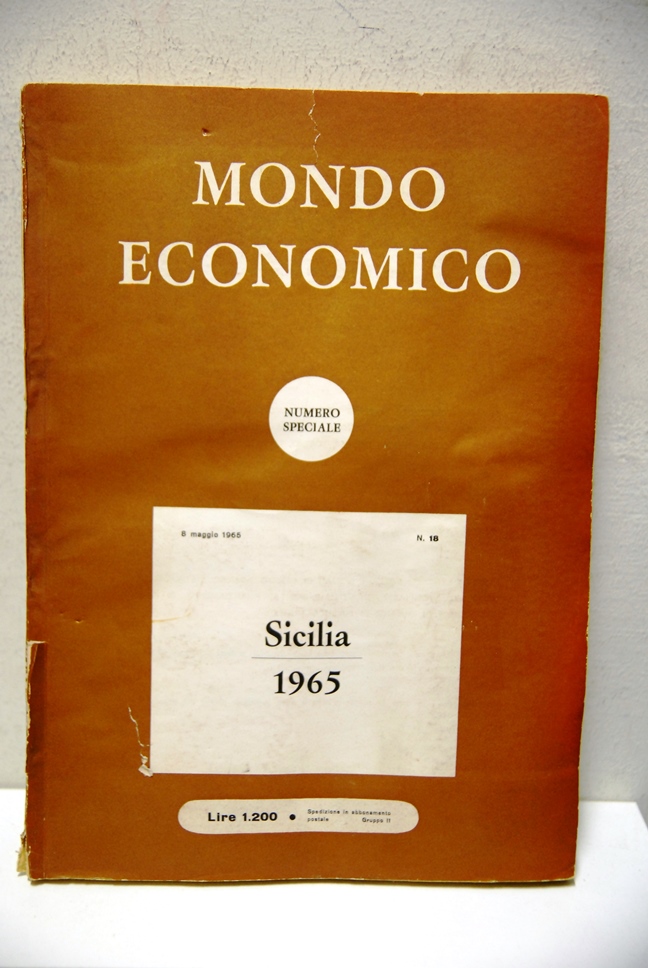 MONDO
ECONOMICO
NUMERO
SPECIALE
8 maggio 1965 N. 18
Sicilia
1965
Lire 1.200 • Spedizione in abbonamento
postale Gruppo II